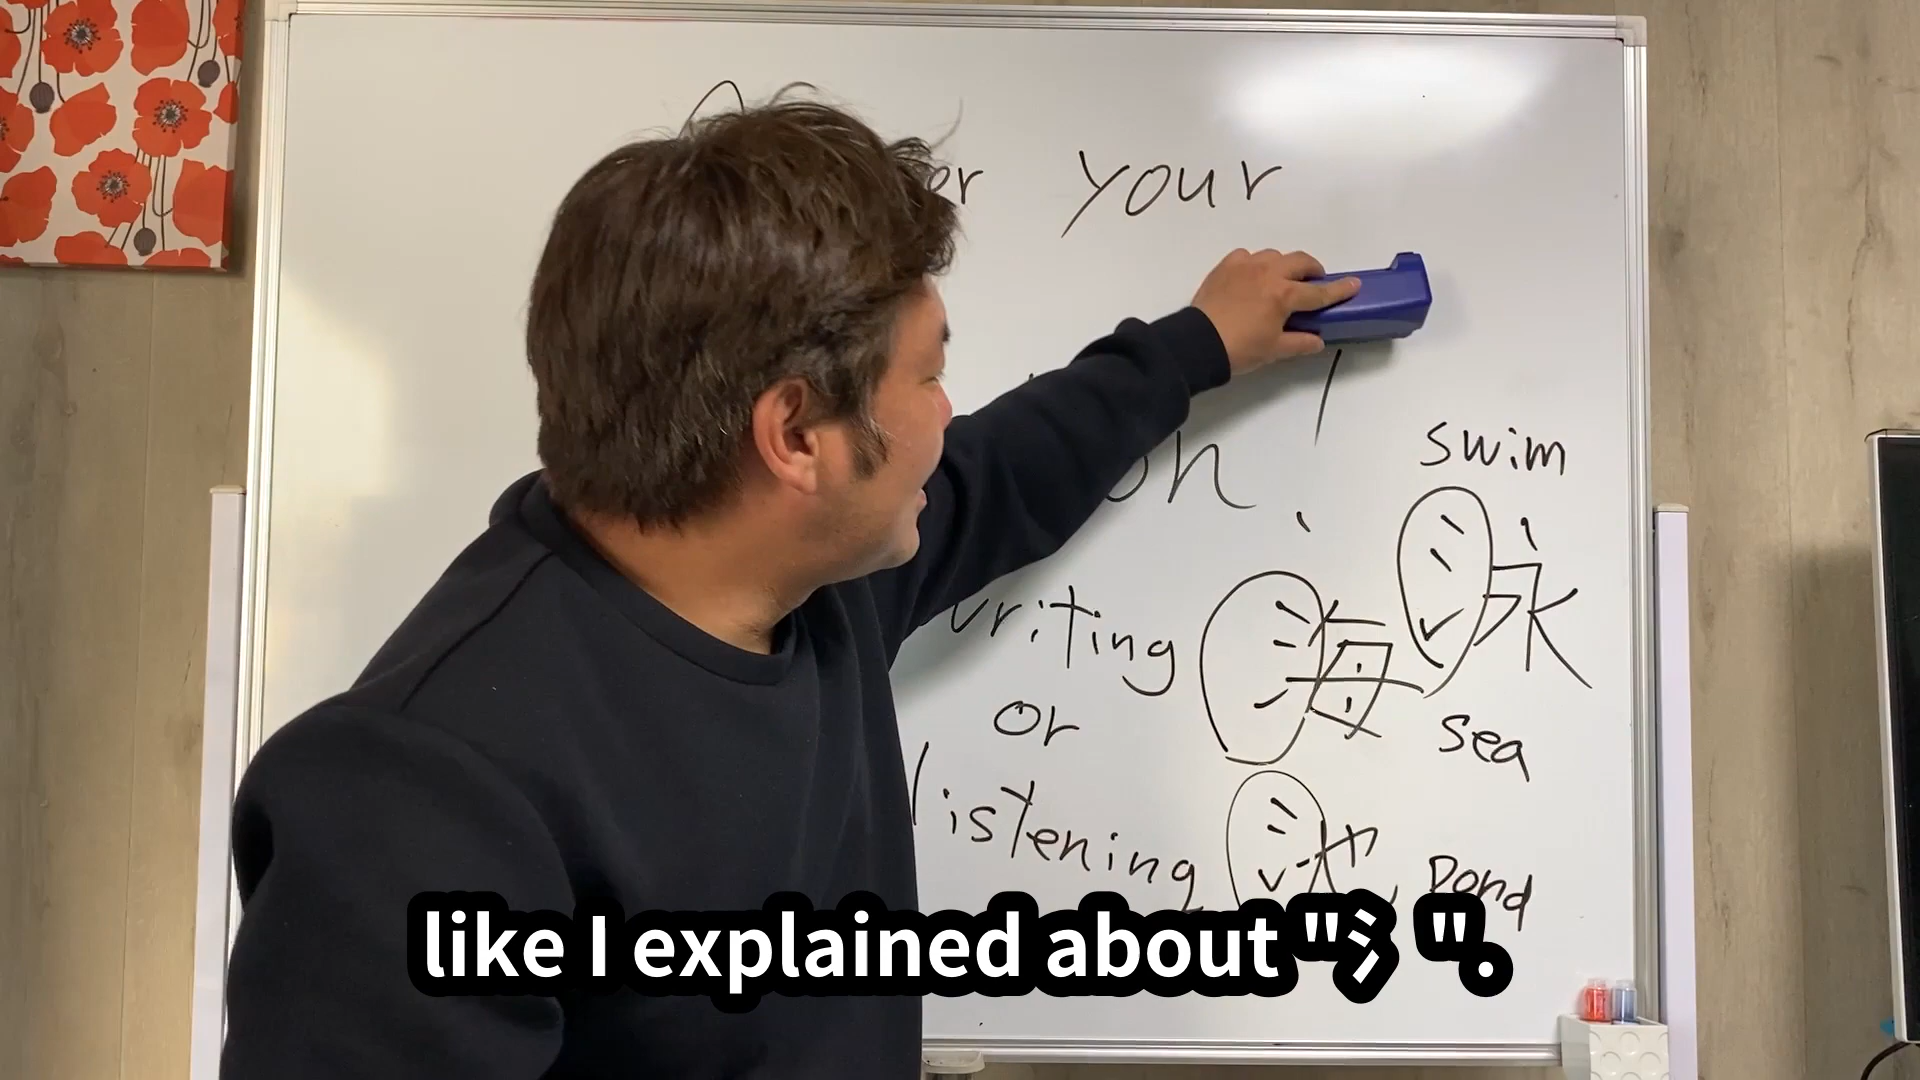 your
swim
泳
writing
海
or
sea
listening
池
pond
like I explained about "氵".